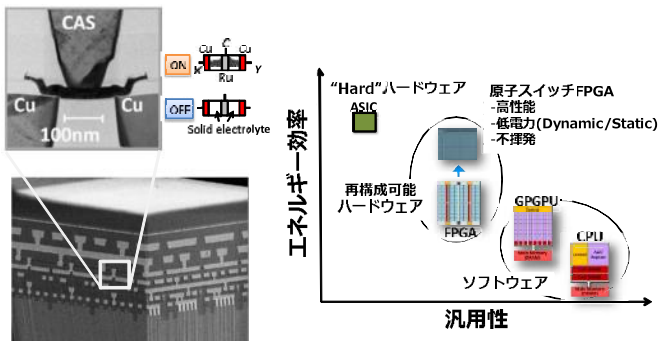 CAS
Cu
Cu
100nm
ON
OFF
Cu
C
Cu
X
Y
Ru
Solid electrolyte
エネルギー効率
汎用性
"Hard"ハードウェア
ASIC
原子スイッチFPGA
-高性能
-低電力(Dynamic/Static)
-不揮発
再構成可能
ハードウェア
FPGA
GPGPU
CPU
ソフトウェア